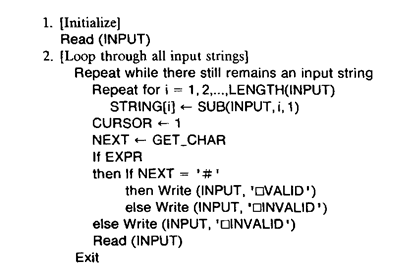 1. [Initialize]
Read (INPUT)
2. [Loop through all input strings]
Repeat while there still remains an input string
Repeat for i = 1, 2,...,LENGTH(INPUT)
STRING[i] ← SUB(INPUT, i, 1)
CURSOR ← 1
NEXT ← GET_CHAR
If EXPR
then If NEXT = '#'
then Write (INPUT, '□VALID')
else Write (INPUT, '□INVALID')
else Write (INPUT, '□INVALID')
Read (INPUT)
Exit